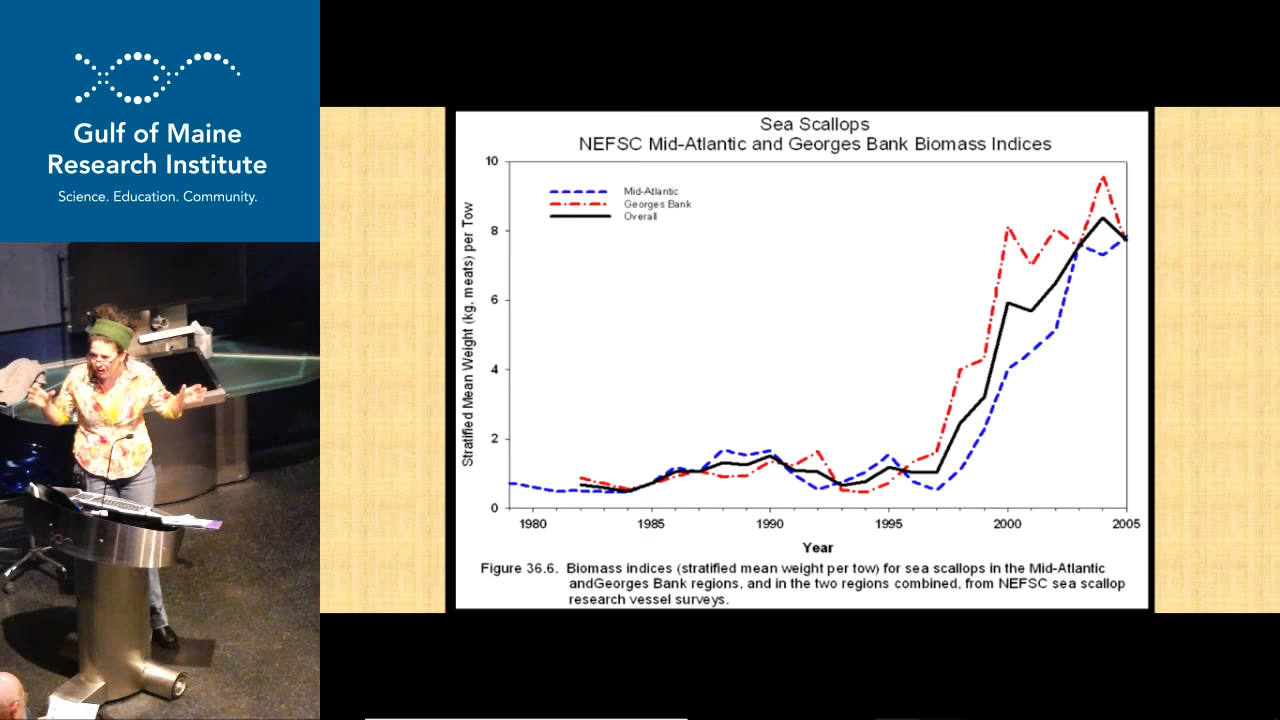 Gulf of Maine
Research Institute
Science. Education. Community.
Sea Scallops
NEFSC Mid-Atlantic and Georges Bank Biomass Indices
Stratified Mean Weight (kg, meats) per Tow
10
8
6
4
2
0
Mid-Atlantic
Georges Bank
Overall
1980
1985
1990
1995
2000
2005
Year
Figure 36.6. Biomass indices (stratified mean weight per tow) for sea scallops in the Mid-Atlantic
andGeorges Bank regions, and in the two regions combined, from NEFSC sea scallop
research vessel surveys.